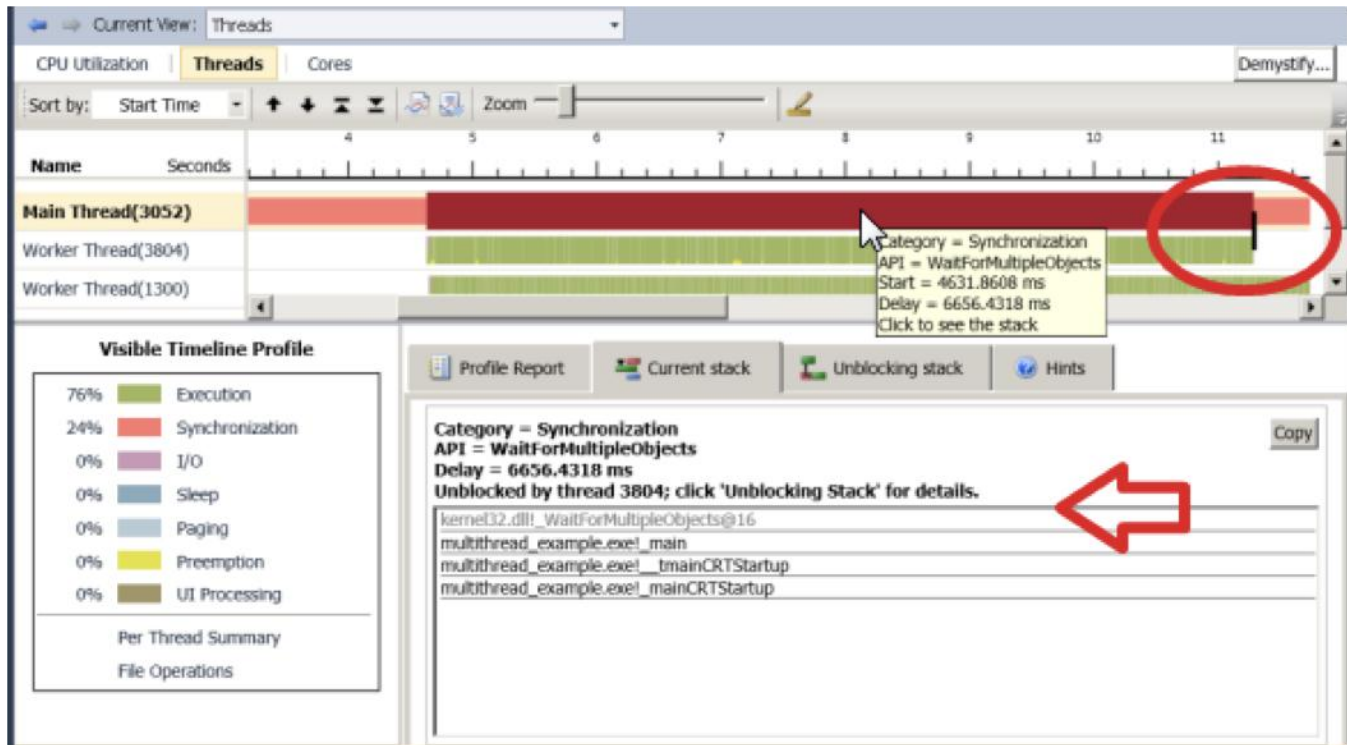 Current View: Threads
CPU Utilization Threads Cores Demystify...
Sort by: Start Time Zoom
4 5 6 7 8 9 10 11
Name Seconds
Main Thread(3052)
Worker Thread(3804)
Worker Thread(1300)
Category = Synchronization
API = WaitForMultipleObjects
Start = 4631.8608 ms
Delay = 6656.4318 ms
Click to see the stack
Visible Timeline Profile
76% Execution
24% Synchronization
0% I/O
0% Sleep
0% Paging
0% Preemption
0% UI Processing
Per Thread Summary
File Operations
Profile Report Current stack Unblocking stack Hints
Category = Synchronization
API = WaitForMultipleObjects
Delay = 6656.4318 ms
Unblocked by thread 3804; click 'Unblocking Stack' for details.
Copy
kernel32.dll!_WaitForMultipleObjects@16
multithread_example.exe!_main
multithread_example.exe!__tmainCRTStartup
multithread_example.exe!_mainCRTStartup